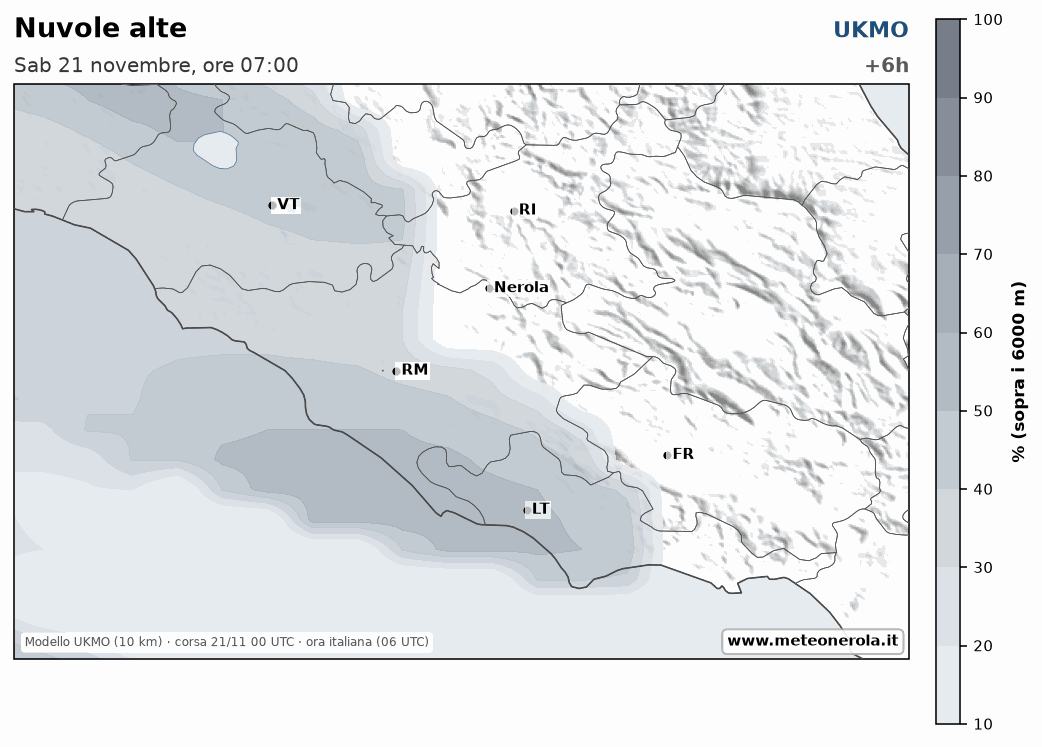 Nuvole alte
UKMO
Sab 21 novembre, ore 07:00
+6h
100
90
80
70
60
50
40
30
20
10
% (sopra i 6000 m)
VT
RI
Nerola
RM
FR
LT
Modello UKMO (10 km) · corsa 21/11 00 UTC · ora italiana (06 UTC)
www.meteonerola.it